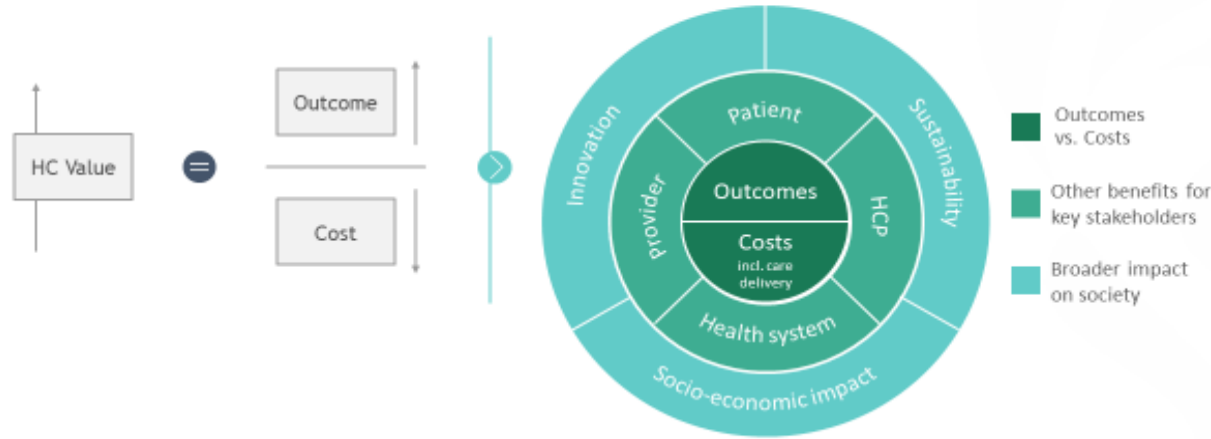 HC Value
=
Outcome
Cost
Innovation
Sustainability
Socio-economic impact
Patient
Provider
HCP
Health system
Outcomes
Costs
incl. care
delivery
Outcomes
vs. Costs
Other benefits for
key stakeholders
Broader impact
on society